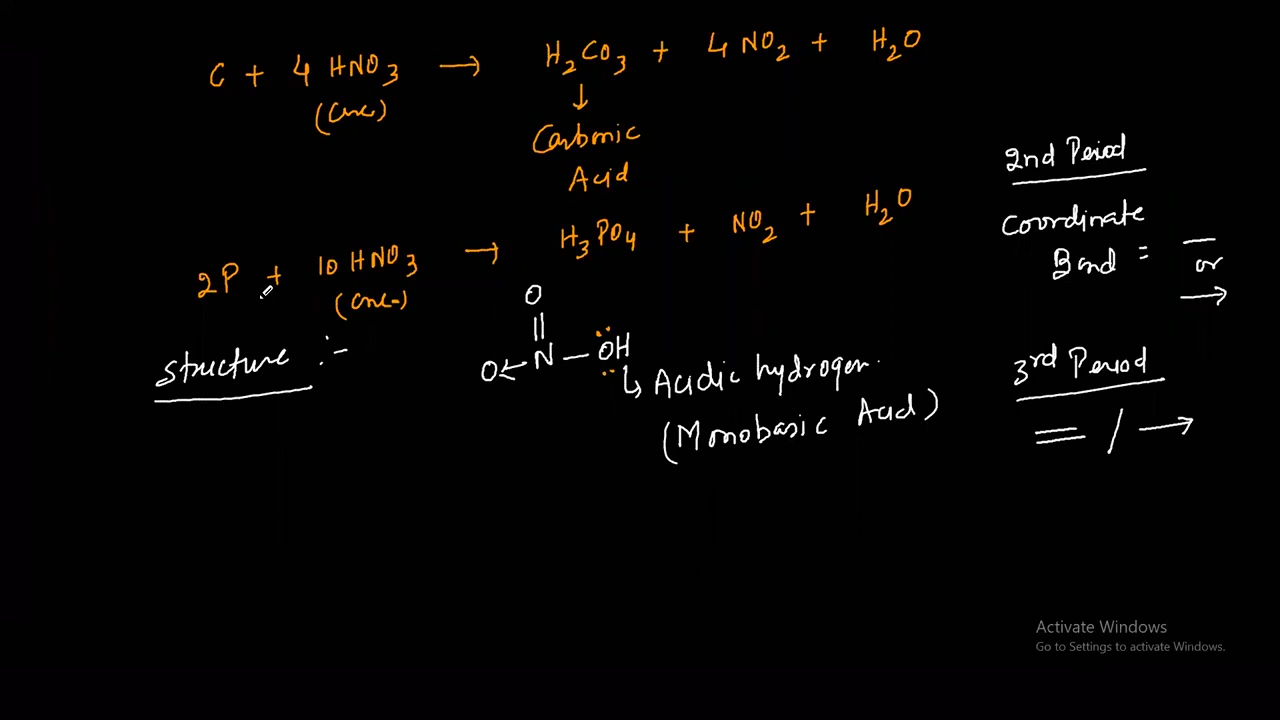 C + 4 HNO3 → H2CO3 + 4 NO2 + H2O
(Conc)
↓
Carbonic
Acid
2P + 10 HNO3 → H3PO4 + NO2 + H2O
(Conc.)
Structure :-
O
||
O ← N — OH
↳ Acidic hydrogen.
(Monobasic Acid)
2nd Period
Coordinate
Bond = —
or
→
3rd Period
= / →
Activate Windows
Go to Settings to activate Windows.